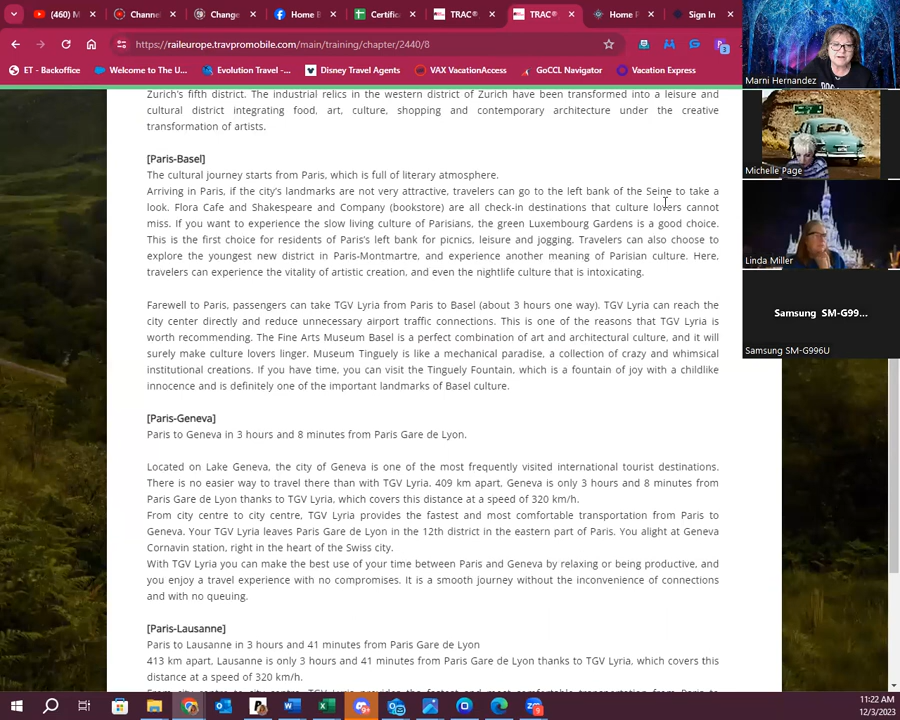 (460) M
Channel
Change
Home B
Certifica
TRAC®,
TRAC®
Home P
Sign In
https://raileurope.travpromobile.com/main/training/chapter/2440/8
3
ET - Backoffice
Welcome to The U...
Evolution Travel -...
Disney Travel Agents
VAX VacationAccess
GoCCL Navigator
Vacation Express
Zurich's fifth district. The industrial relics in the western district of Zurich have been transformed into a leisure and
cultural district integrating food, art, culture, shopping and contemporary architecture under the creative
transformation of artists.
[Paris-Basel]
The cultural journey starts from Paris, which is full of literary atmosphere.
Arriving in Paris, if the city's landmarks are not very attractive, travelers can go to the left bank of the Seine to take a
look. Flora Cafe and Shakespeare and Company (bookstore) are all check-in destinations that culture lovers cannot
miss. If you want to experience the slow living culture of Parisians, the green Luxembourg Gardens is a good choice.
This is the first choice for residents of Paris's left bank for picnics, leisure and jogging. Travelers can also choose to
explore the youngest new district in Paris-Montmartre, and experience another meaning of Parisian culture. Here,
travelers can experience the vitality of artistic creation, and even the nightlife culture that is intoxicating.
Farewell to Paris, passengers can take TGV Lyria from Paris to Basel (about 3 hours one way). TGV Lyria can reach the
city center directly and reduce unnecessary airport traffic connections. This is one of the reasons that TGV Lyria is
worth recommending. The Fine Arts Museum Basel is a perfect combination of art and architectural culture, and it will
surely make culture lovers linger. Museum Tinguely is like a mechanical paradise, a collection of crazy and whimsical
institutional creations. If you have time, you can visit the Tinguely Fountain, which is a fountain of joy with a childlike
innocence and is definitely one of the important landmarks of Basel culture.
[Paris-Geneva]
Paris to Geneva in 3 hours and 8 minutes from Paris Gare de Lyon.
Located on Lake Geneva, the city of Geneva is one of the most frequently visited international tourist destinations.
There is no easier way to travel there than with TGV Lyria. 409 km apart, Geneva is only 3 hours and 8 minutes from
Paris Gare de Lyon thanks to TGV Lyria, which covers this distance at a speed of 320 km/h.
From city centre to city centre, TGV Lyria provides the fastest and most comfortable transportation from Paris to
Geneva. Your TGV Lyria leaves Paris Gare de Lyon in the 12th district in the eastern part of Paris. You alight at Geneva
Cornavin station, right in the heart of the Swiss city.
With TGV Lyria you can make the best use of your time between Paris and Geneva by relaxing or being productive, and
you enjoy a travel experience with no compromises. It is a smooth journey without the inconvenience of connections
and with no queuing.
[Paris-Lausanne]
Paris to Lausanne in 3 hours and 41 minutes from Paris Gare de Lyon
413 km apart, Lausanne is only 3 hours and 41 minutes from Paris Gare de Lyon thanks to TGV Lyria, which covers this
distance at a speed of 320 km/h.
From city centre to city centre, TGV Lyria provides the fastest and most comfortable transportation from Paris to
Marni Hernandez
Michelle Page
Linda Miller
Samsung SM-G99...
Samsung SM-G996U
11:22 AM
12/3/2023